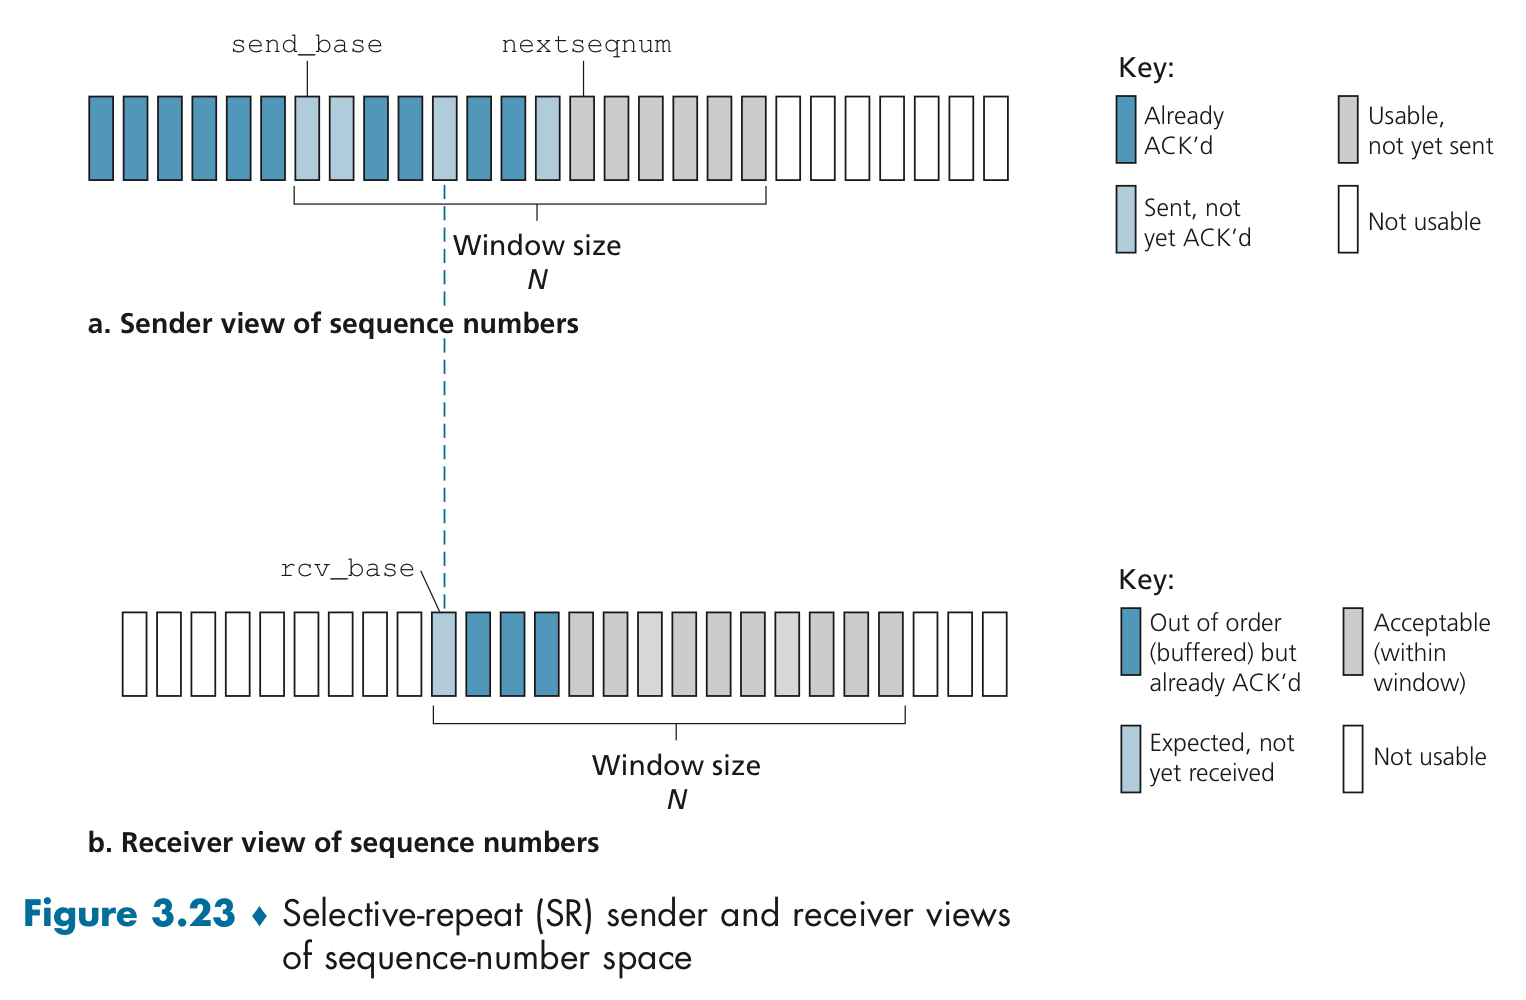 send_base
nextseqnum
Key:
Already
ACK’d
Usable,
not yet sent
Sent, not
yet ACK’d
Not usable
Window size
N
a. Sender view of sequence numbers
rcv_base
Key:
Out of order
(buffered) but
already ACK’d
Acceptable
(within
window)
Expected, not
yet received
Not usable
Window size
N
b. Receiver view of sequence numbers
Figure 3.23 ♦ Selective-repeat (SR) sender and receiver views
of sequence-number space